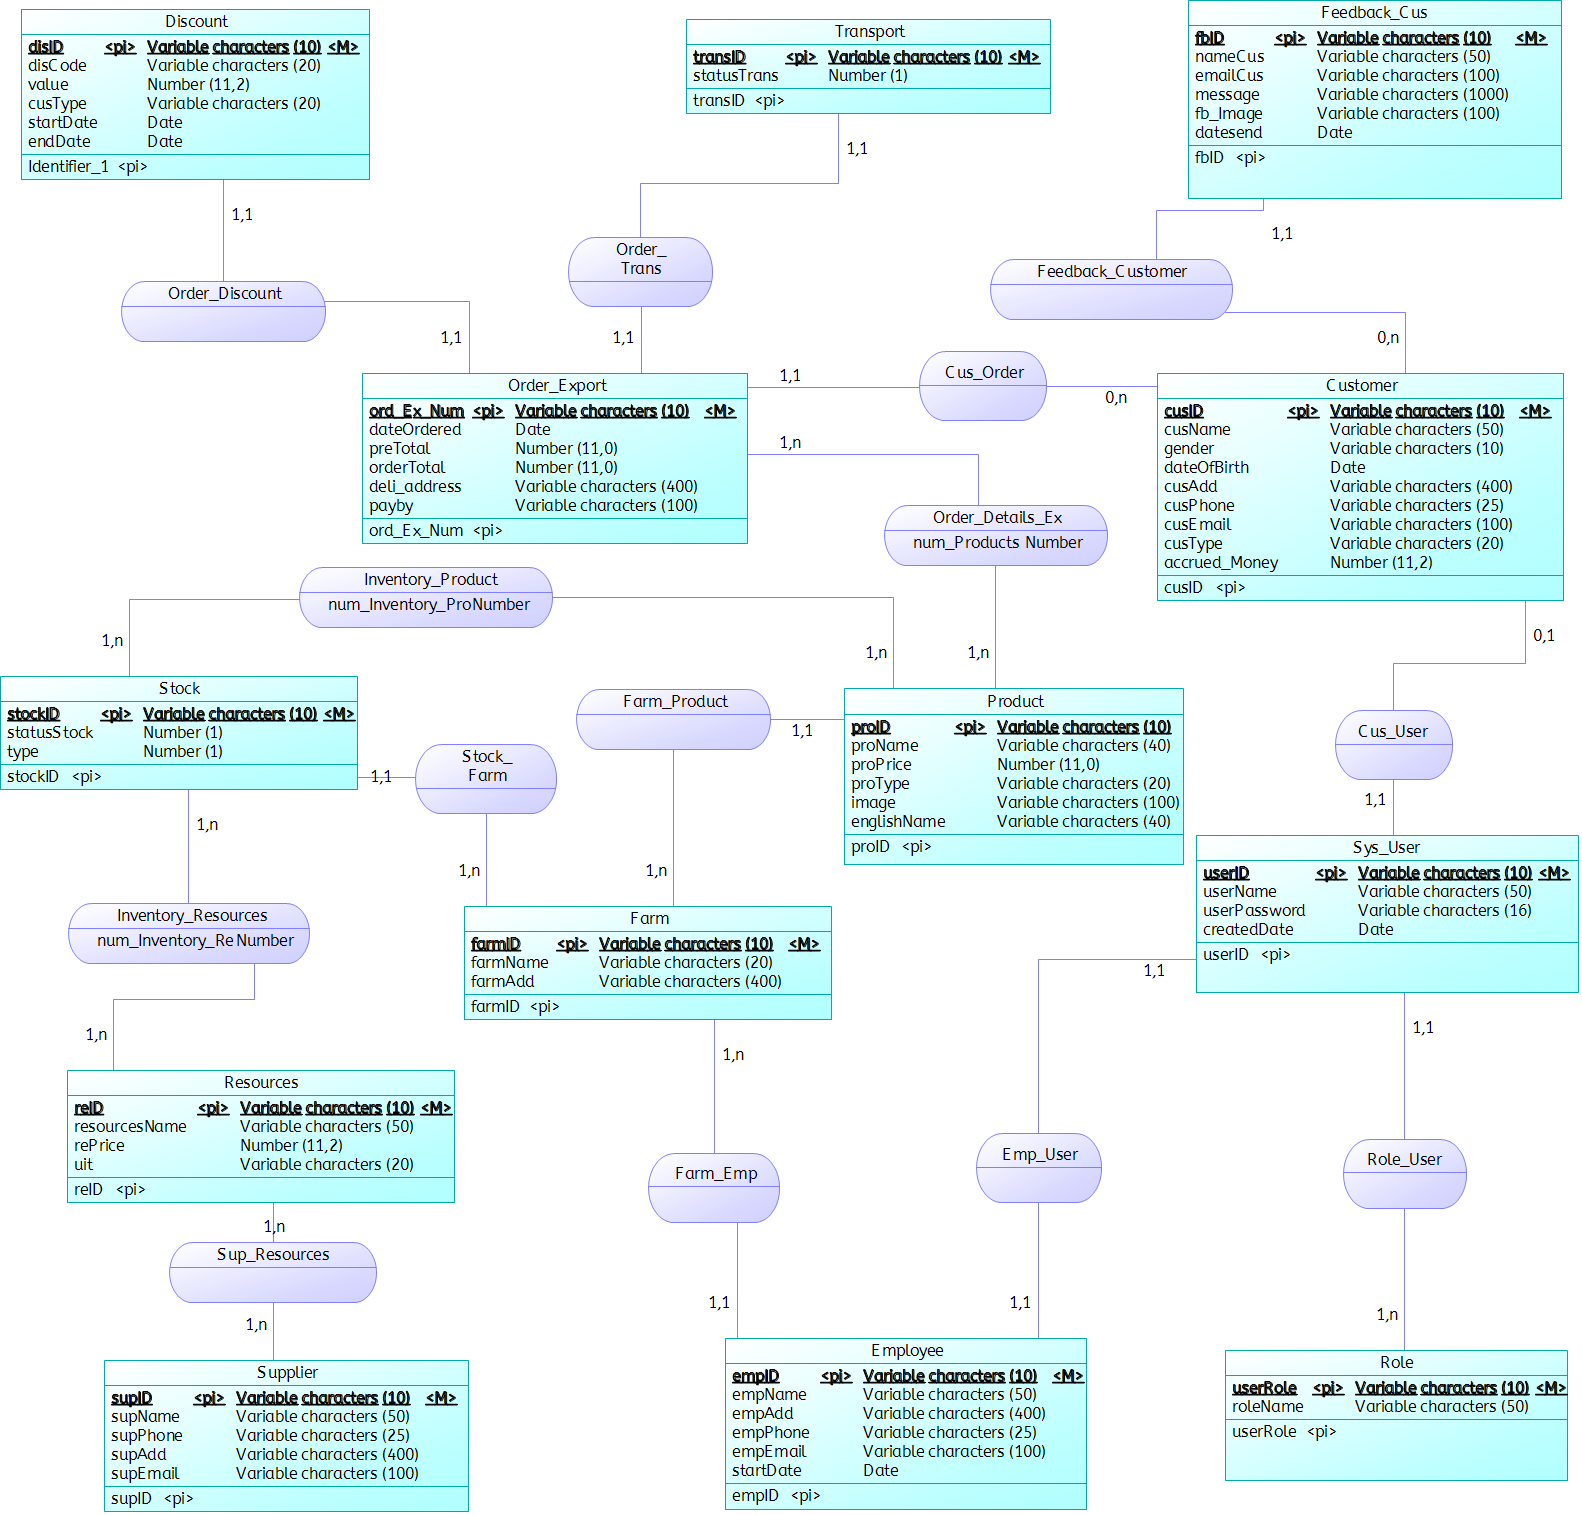 Discount
disID <pi> Variable characters (10) <M>
disCode Variable characters (20)
value Number (11,2)
cusType Variable characters (20)
startDate Date
endDate Date
Identifier_1 <pi>
Transport
transID <pi> Variable characters (10) <M>
statusTrans Number (1)
transID <pi>
Feedback_Cus
fbID <pi> Variable characters (10) <M>
nameCus Variable characters (50)
emailCus Variable characters (100)
message Variable characters (1000)
fb_Image Variable characters (100)
datesend Date
fbID <pi>
1,1
1,1
1,1
Order_Discount
Order_
Trans
Feedback_Customer
1,1
1,1
0,n
Order_Export
ord_Ex_Num <pi> Variable characters (10) <M>
dateOrdered Date
preTotal Number (11,0)
orderTotal Number (11,0)
deli_address Variable characters (400)
payby Variable characters (100)
ord_Ex_Num <pi>
1,1
Cus_Order
0,n
1,n
Order_Details_Ex
num_Products Number
Customer
cusID <pi> Variable characters (10) <M>
cusName Variable characters (50)
gender Variable characters (10)
dateOfBirth Date
cusAdd Variable characters (400)
cusPhone Variable characters (25)
cusEmail Variable characters (100)
cusType Variable characters (20)
accrued_Money Number (11,2)
cusID <pi>
Inventory_Product
num_Inventory_ProNumber
1,n
1,n
1,n
0,1
Stock
stockID <pi> Variable characters (10) <M>
statusStock Number (1)
type Number (1)
stockID <pi>
1,1
Stock_
Farm
Farm_Product
1,1
Product
proID <pi> Variable characters (10)
proName Variable characters (40)
proPrice Number (11,0)
proType Variable characters (20)
image Variable characters (100)
englishName Variable characters (40)
proID <pi>
Cus_User
1,1
1,n
1,n
1,n
Inventory_Resources
num_Inventory_ReNumber
Farm
farmID <pi> Variable characters (10) <M>
farmName Variable characters (20)
farmAdd Variable characters (400)
farmID <pi>
Sys_User
userID <pi> Variable characters (10) <M>
userName Variable characters (50)
userPassword Variable characters (16)
createdDate Date
userID <pi>
1,1
1,n
1,n
1,1
Resources
reID <pi> Variable characters (10) <M>
resourcesName Variable characters (50)
rePrice Number (11,2)
uit Variable characters (20)
reID <pi>
Farm_Emp
Emp_User
Role_User
1,n
Sup_Resources
1,n
1,1
1,1
1,n
Supplier
supID <pi> Variable characters (10) <M>
supName Variable characters (50)
supPhone Variable characters (25)
supAdd Variable characters (400)
supEmail Variable characters (100)
supID <pi>
Employee
empID <pi> Variable characters (10) <M>
empName Variable characters (50)
empAdd Variable characters (400)
empPhone Variable characters (25)
empEmail Variable characters (100)
startDate Date
empID <pi>
Role
userRole <pi> Variable characters (10) <M>
roleName Variable characters (50)
userRole <pi>